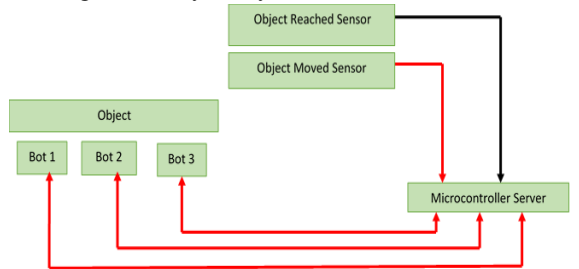 Object Reached Sensor
Object Moved Sensor
Object
Bot 1
Bot 2
Bot 3
Microcontroller Server